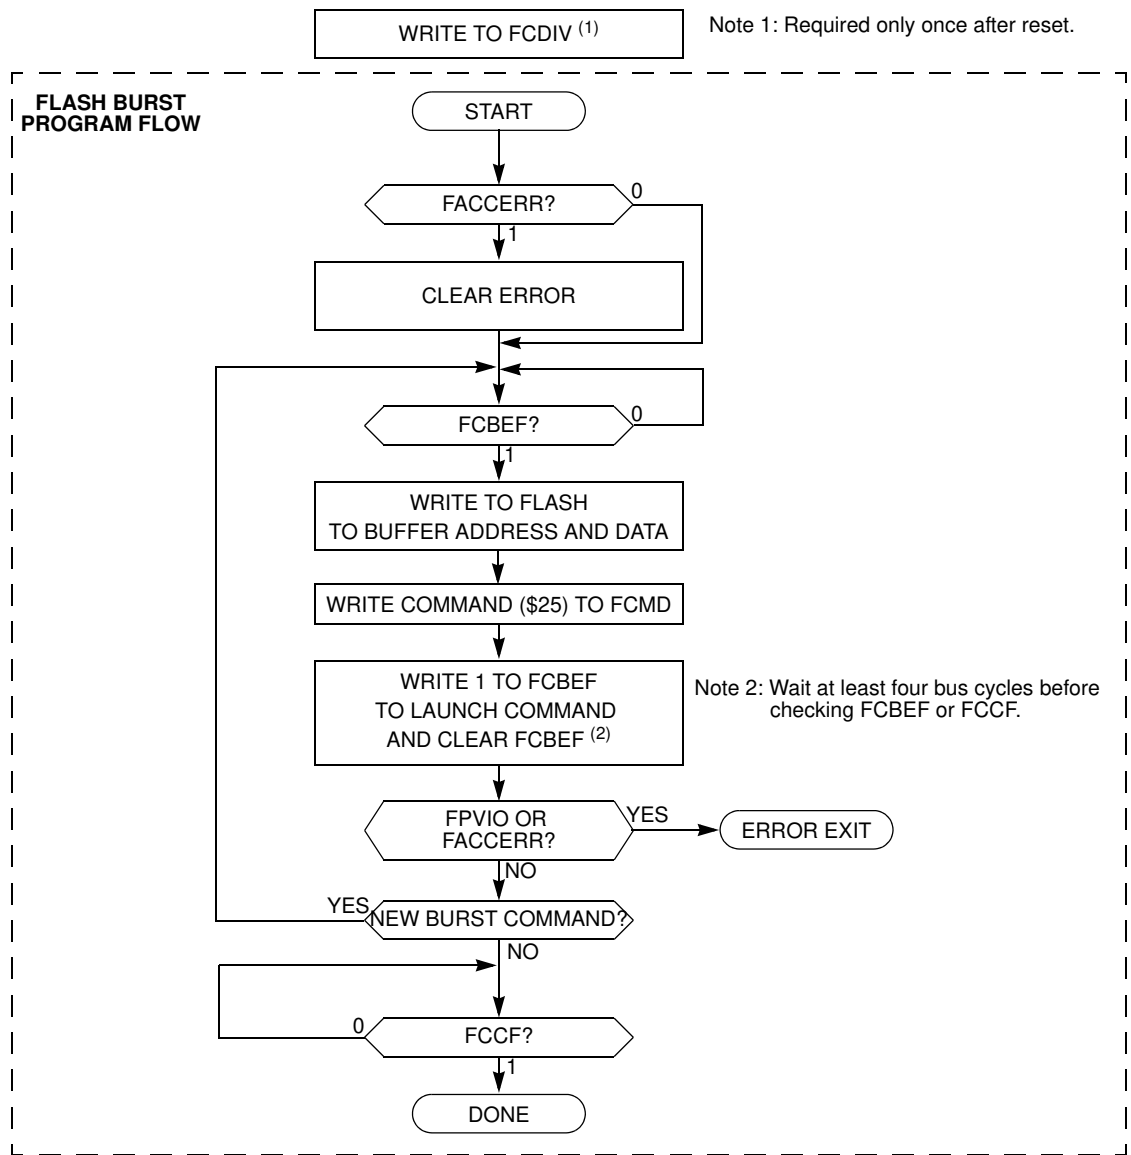 WRITE TO FCDIV (1)
Note 1: Required only once after reset.
FLASH BURST
PROGRAM FLOW
START
FACCERR?
0
1
CLEAR ERROR
FCBEF?
0
1
WRITE TO FLASH
TO BUFFER ADDRESS AND DATA
WRITE COMMAND ($25) TO FCMD
WRITE 1 TO FCBEF
TO LAUNCH COMMAND
AND CLEAR FCBEF (2)
Note 2: Wait at least four bus cycles before
checking FCBEF or FCCF.
FPVIO OR
FACCERR?
YES
ERROR EXIT
NO
YES
NEW BURST COMMAND?
NO
0
FCCF?
1
DONE